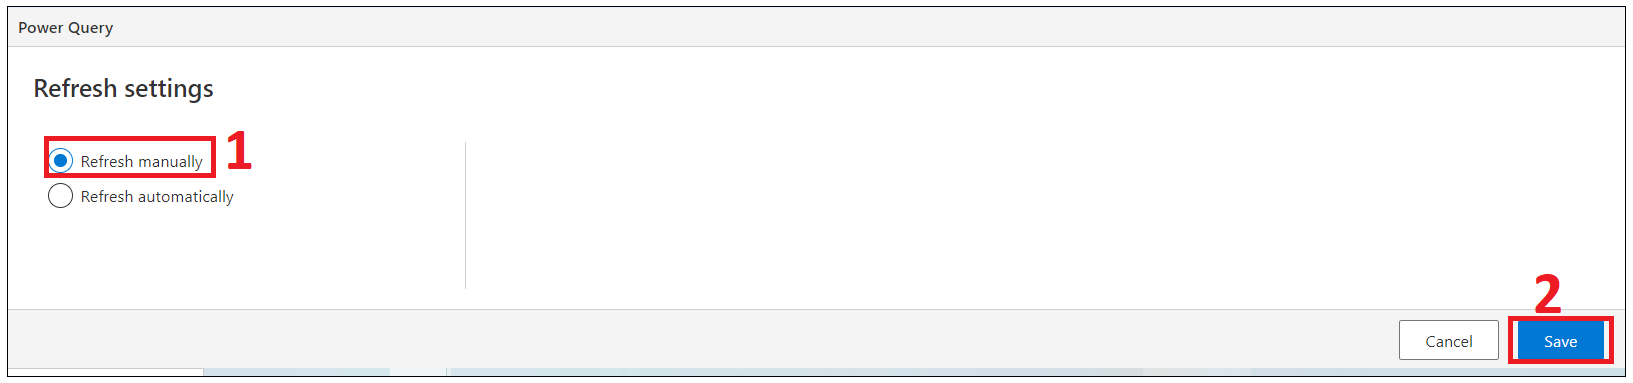 Power Query
Refresh settings
Refresh manually 1
Refresh automatically
2
Cancel Save